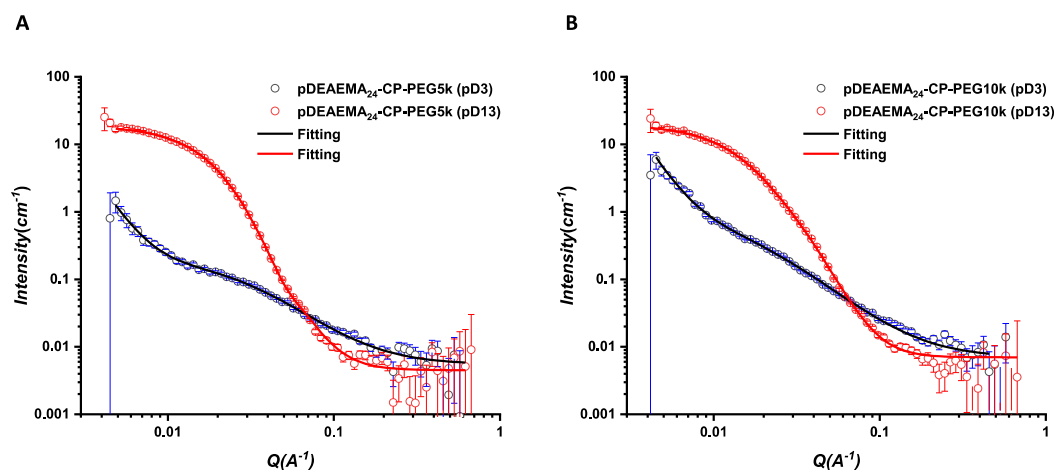 A
100
10
1
0.1
0.01
0.001
0.01
0.1
1
Intensity(cm⁻¹)
Q(A⁻¹)
pDEAEMA₂₄-CP-PEG5k (pD3)
pDEAEMA₂₄-CP-PEG5k (pD13)
Fitting
Fitting
B
100
10
1
0.1
0.01
0.001
0.01
0.1
1
Intensity(cm⁻¹)
Q(A⁻¹)
pDEAEMA₂₄-CP-PEG10k (pD3)
pDEAEMA₂₄-CP-PEG10k (pD13)
Fitting
Fitting